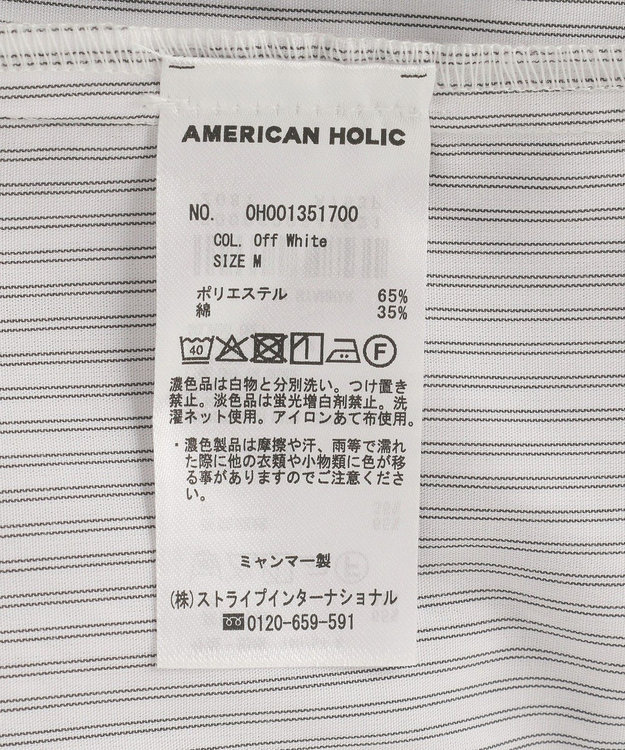 AMERICAN HOLIC
NO. 0H001351700
COL. Off White
SIZE M
ポリエステル 65%
綿 35%
40 F
濃色品は白物と分別洗い。つけ置き
禁止。淡色品は蛍光増白剤禁止。洗
濯ネット使用。アイロンあて布使用。
・濃色製品は摩擦や汗、雨等で濡れ
た際に他の衣類や小物類に色が移
る事がありますのでご注意くださ
い。
ミャンマー製
(株)ストライプインターナショナル
0120-659-591